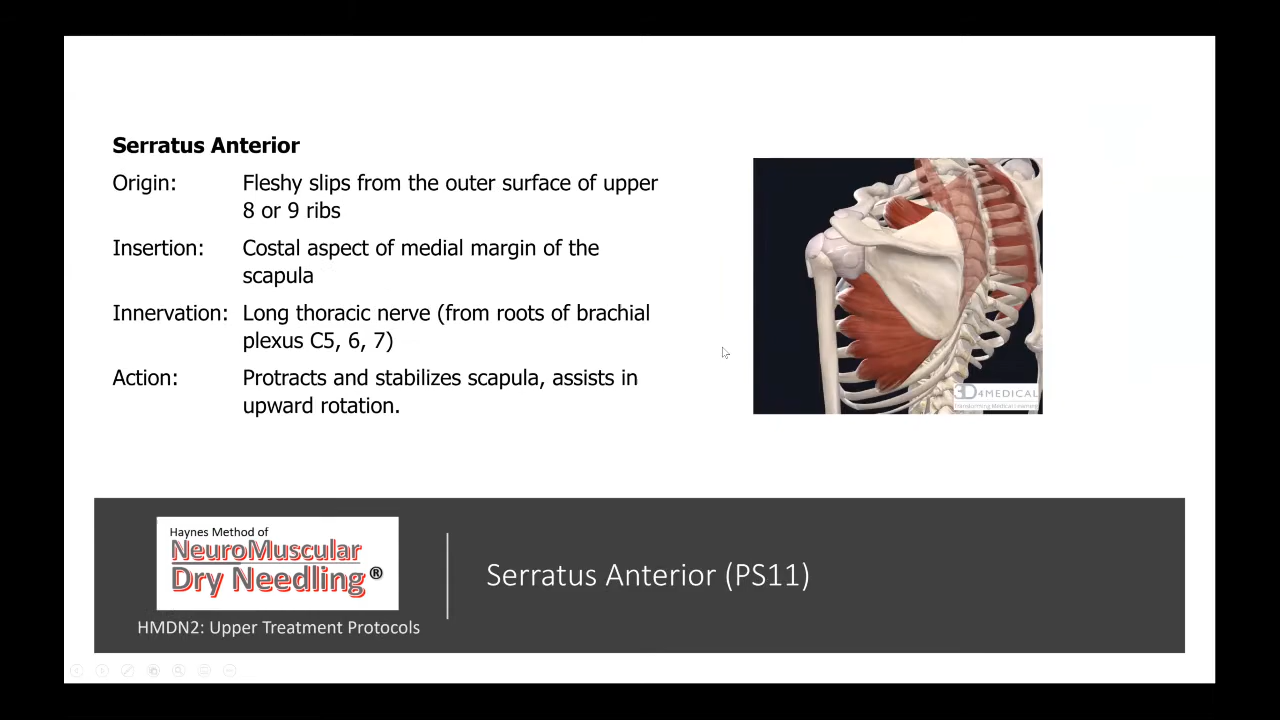 Serratus Anterior
Origin: Fleshy slips from the outer surface of upper
8 or 9 ribs
Insertion: Costal aspect of medial margin of the
scapula
Innervation: Long thoracic nerve (from roots of brachial
plexus C5, 6, 7)
Action: Protracts and stabilizes scapula, assists in
upward rotation.
3D4MEDICAL
Transforming Medical Learning
Haynes Method of
NeuroMuscular
Dry Needling®
HMDN2: Upper Treatment Protocols
Serratus Anterior (PS11)